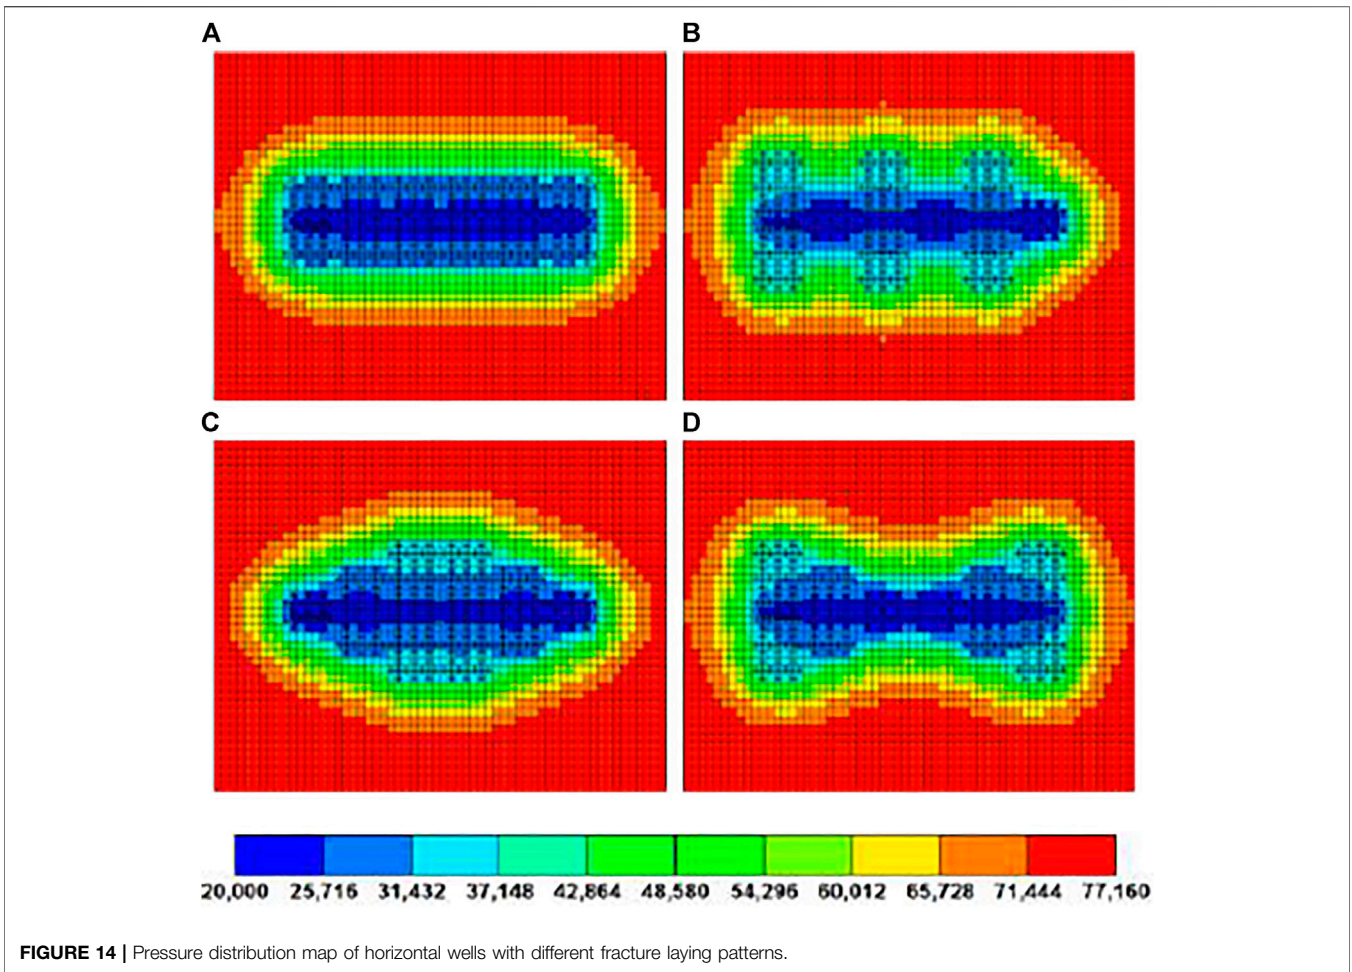 A B
C D
20,000 25,716 31,432 37,148 42,864 48,580 54,296 60,012 65,728 71,444 77,160
FIGURE 14 | Pressure distribution map of horizontal wells with different fracture laying patterns.